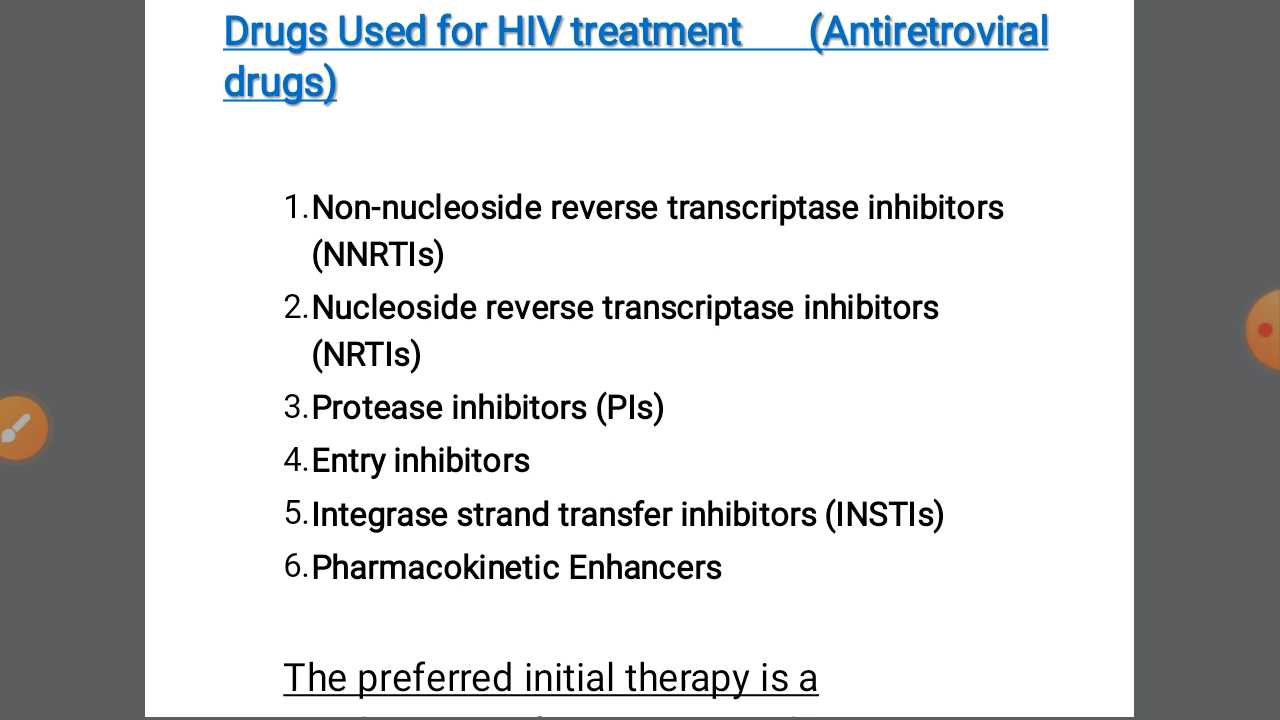 Drugs Used for HIV treatment (Antiretroviral
drugs)
1.Non-nucleoside reverse transcriptase inhibitors
(NNRTIs)
2.Nucleoside reverse transcriptase inhibitors
(NRTIs)
3.Protease inhibitors (PIs)
4.Entry inhibitors
5.Integrase strand transfer inhibitors (INSTIs)
6.Pharmacokinetic Enhancers
The preferred initial therapy is a